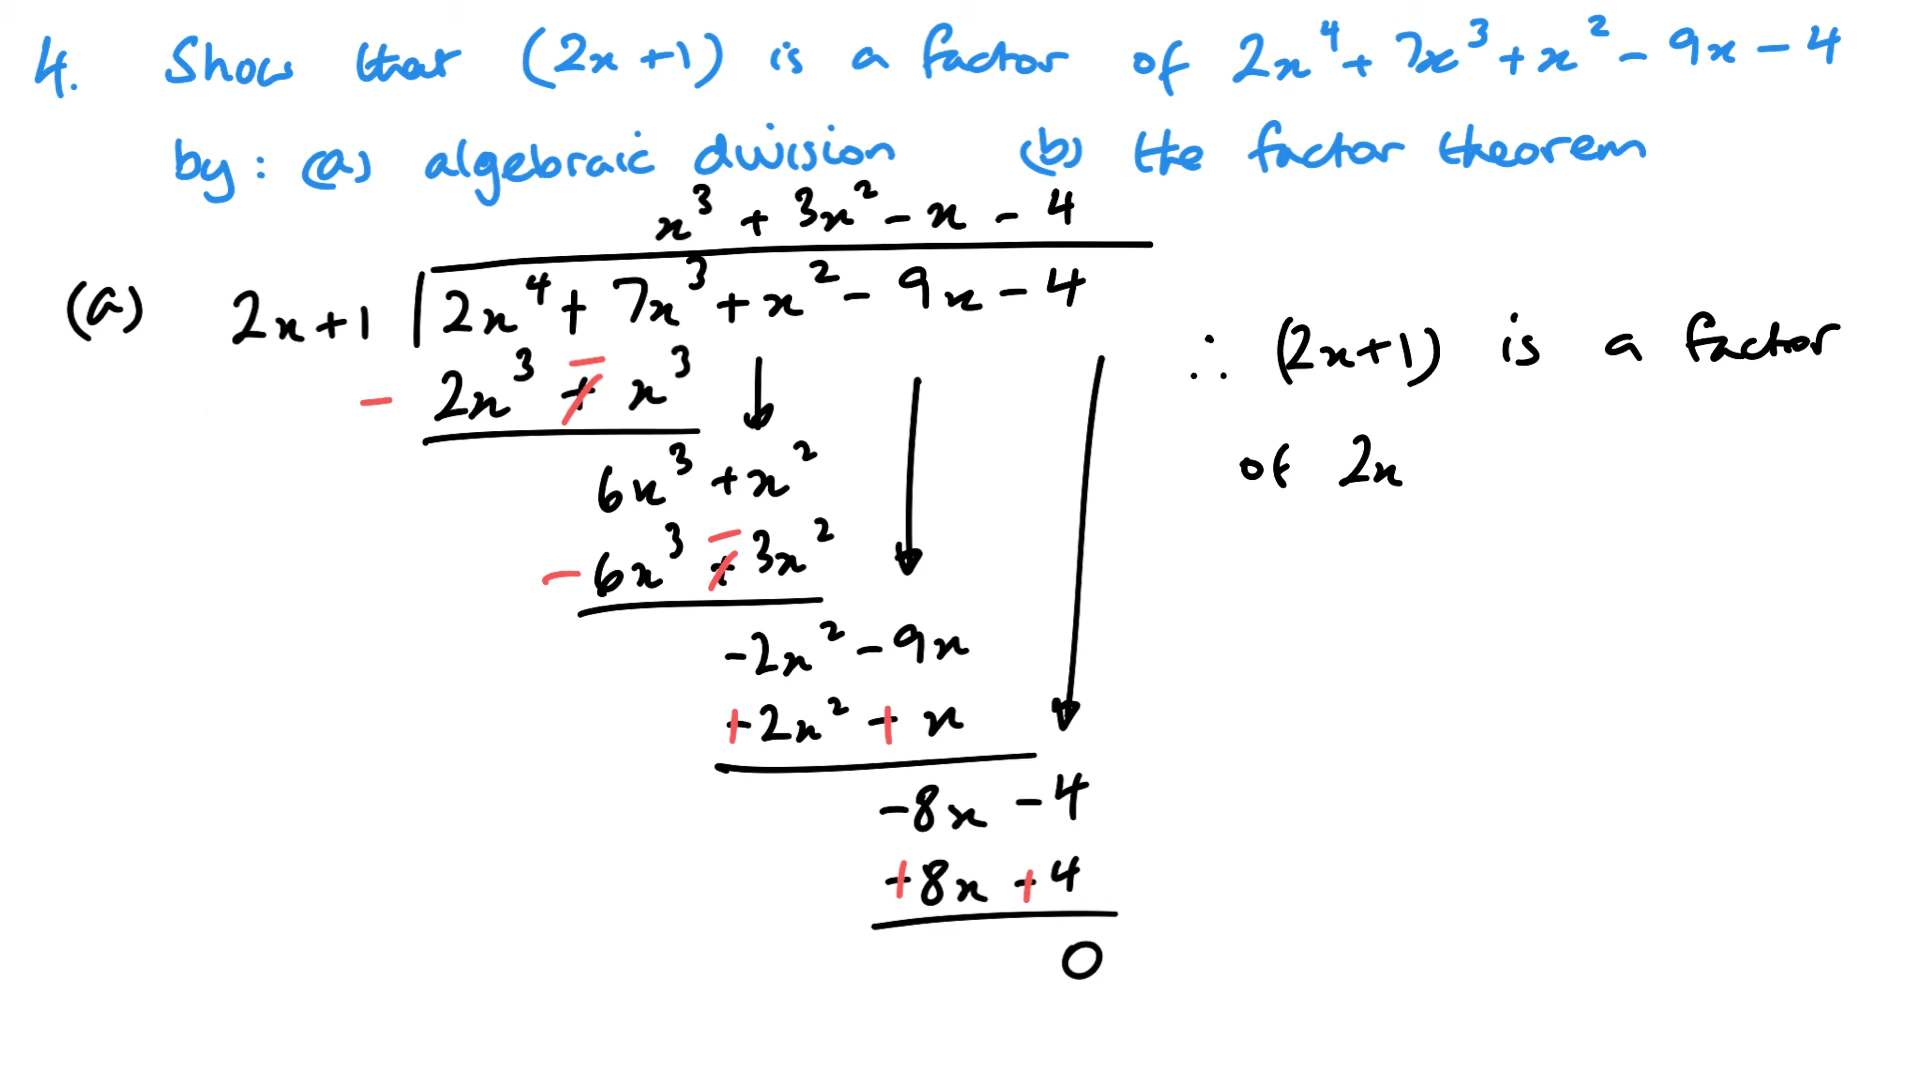 4. Show that (2x+1) is a factor of 2x⁴ + 7x³ + x² - 9x - 4
by: (a) algebraic division (b) the factor theorem
x³ + 3x² - x - 4
(a) 2x+1 | 2x⁴ + 7x³ + x² - 9x - 4
- 2x³ - x³
6x³ + x²
- 6x³ - 3x²
-2x² - 9x
+2x² + x
-8x - 4
+8x + 4
0
∴ (2x+1) is a factor
of 2x